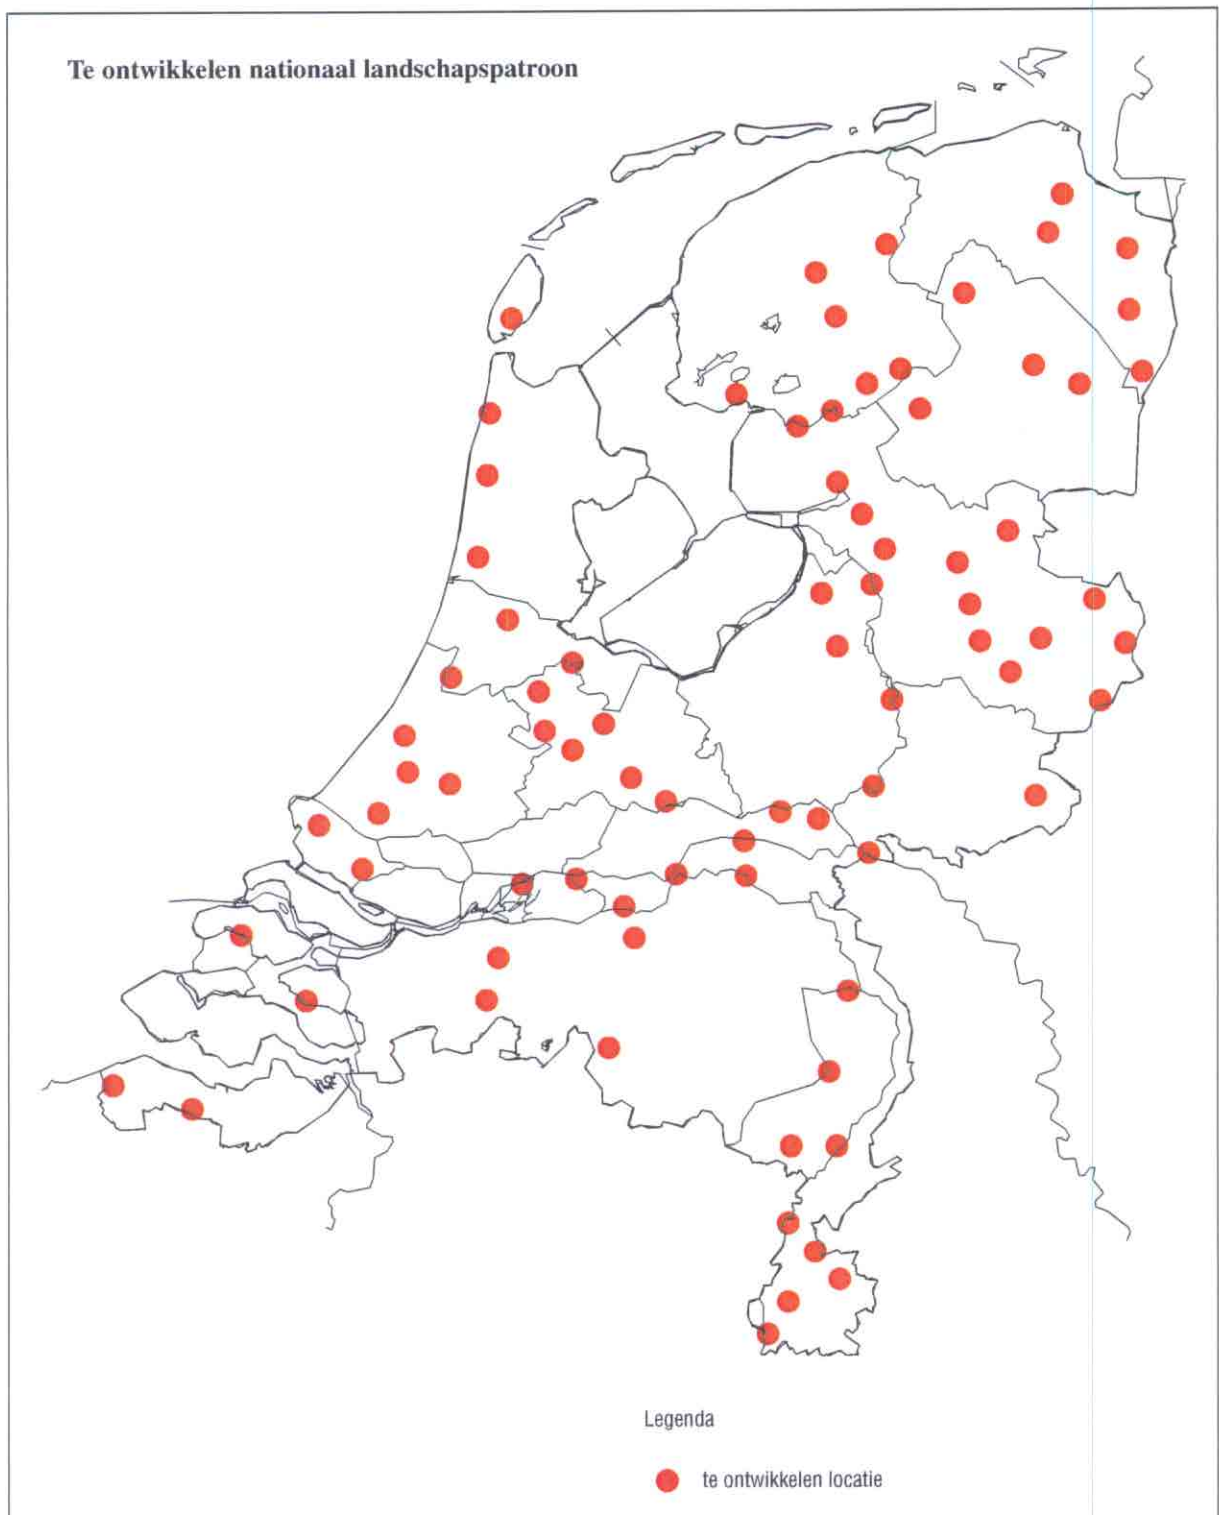 Te ontwikkelen nationaal landschapspatroon
Legenda
te ontwikkelen locatie